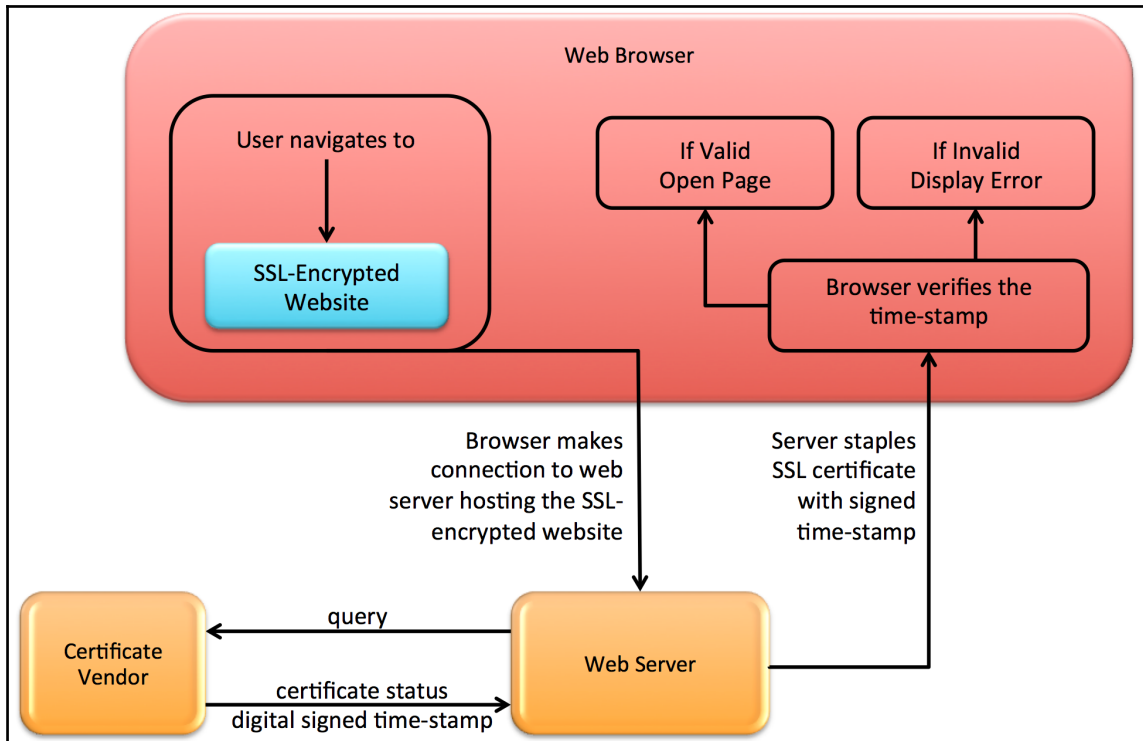 Web Browser
User navigates to
SSL-Encrypted
Website
If Valid
Open Page
If Invalid
Display Error
Browser verifies the
time-stamp
Browser makes
connection to web
server hosting the SSL-
encrypted website
Server staples
SSL certificate
with signed
time-stamp
Certificate
Vendor
query
certificate status
digital signed time-stamp
Web Server